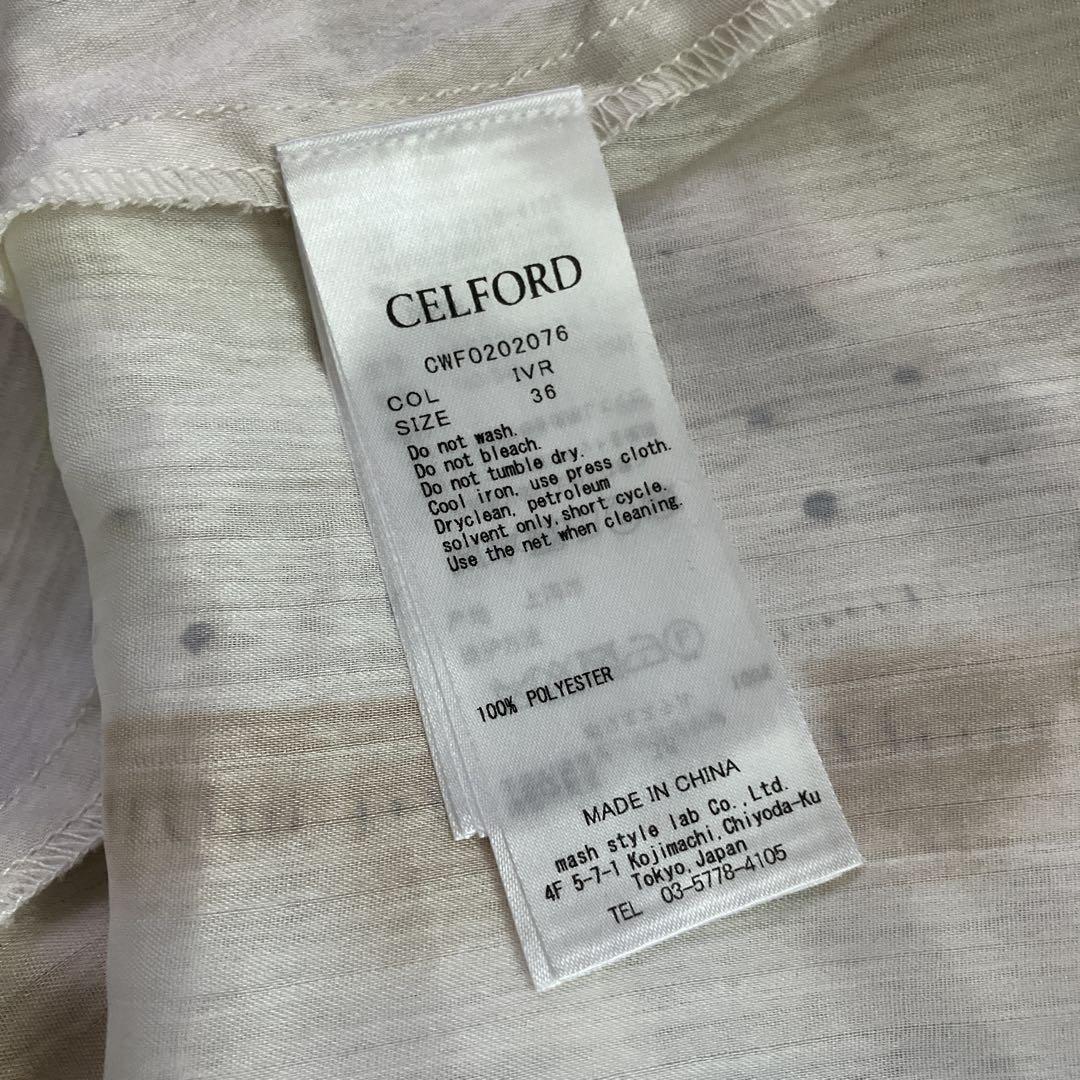 CELFORD
CWF0202076
COL IVR
SIZE 36
Do not wash.
Do not bleach.
Do not tumble dry.
Cool iron, use press cloth.
Dryclean, petroleum
solvent only,short cycle.
Use the net when cleaning.
100% POLYESTER
MADE IN CHINA
mash style lab Co.,Ltd.
4F 5-7-1 Kojimachi,Chiyoda-Ku
Tokyo,Japan
TEL 03-5778-4105